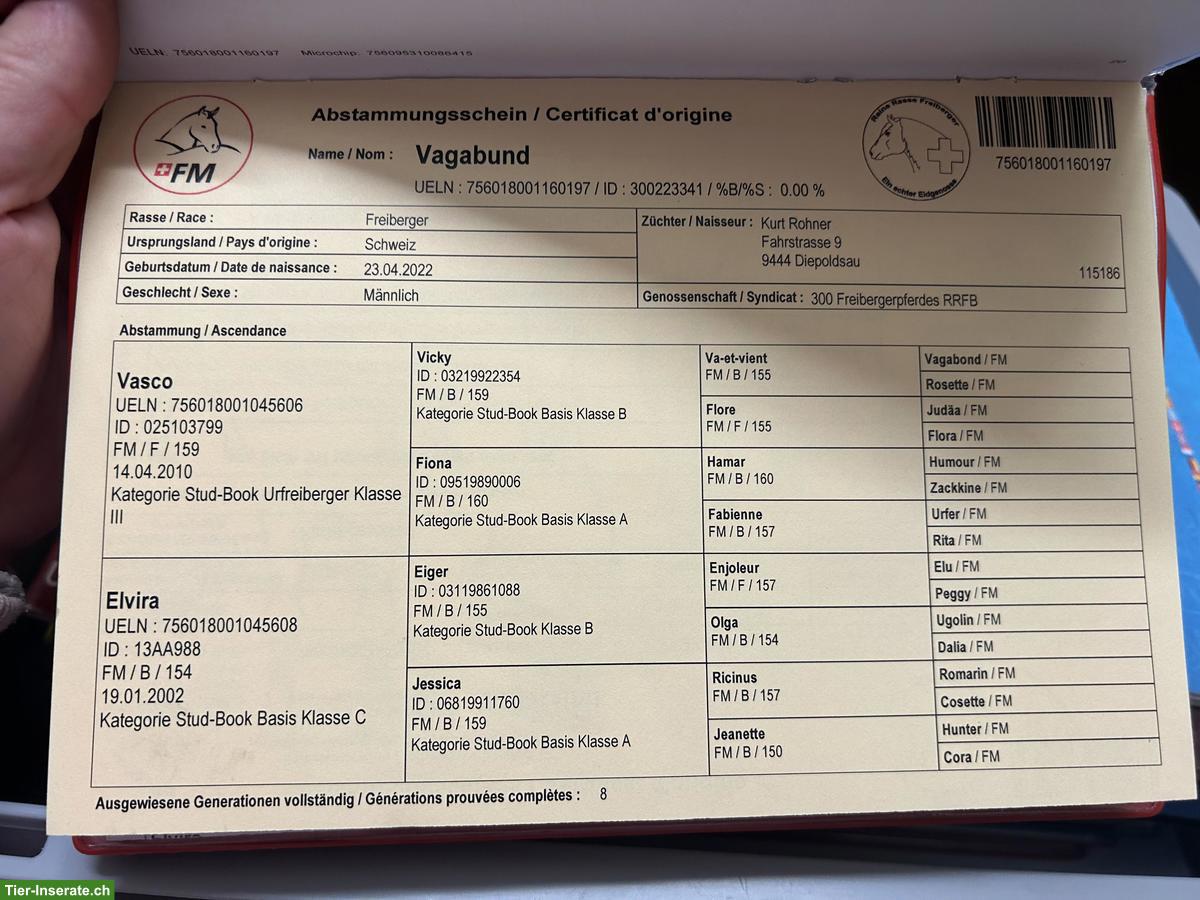 UELN: 756018001160197 Microchip: 756095310086415
Abstammungsschein / Certificat d'origine
FM
Name / Nom : Vagabund
UELN : 756018001160197 / ID : 300223341 / %B/%S : 0.00 %
Reine Rasse Freiberger
Ein echter Eidgenosse
756018001160197
Rasse / Race : Freiberger
Ursprungsland / Pays d'origine : Schweiz
Geburtsdatum / Date de naissance : 23.04.2022
Geschlecht / Sexe : Männlich
Züchter / Naisseur : Kurt Rohner
Fahrstrasse 9
9444 Diepoldsau
115186
Genossenschaft / Syndicat : 300 Freibergerpferdes RRFB
Abstammung / Ascendance
Vasco
UELN : 756018001045606
ID : 025103799
FM / F / 159
14.04.2010
Kategorie Stud-Book Urfreiberger Klasse
III
Elvira
UELN : 756018001045608
ID : 13AA988
FM / B / 154
19.01.2002
Kategorie Stud-Book Basis Klasse C
Vicky
ID : 03219922354
FM / B / 159
Kategorie Stud-Book Basis Klasse B
Fiona
ID : 09519890006
FM / B / 160
Kategorie Stud-Book Basis Klasse A
Eiger
ID : 03119861088
FM / B / 155
Kategorie Stud-Book Basis Klasse B
Jessica
ID : 06819911760
FM / B / 159
Kategorie Stud-Book Basis Klasse A
Va-et-vient
FM / B / 155
Flore
FM / F / 155
Hamar
FM / B / 160
Fabienne
FM / B / 157
Enjoleur
FM / F / 157
Olga
FM / B / 154
Ricinus
FM / B / 157
Jeanette
FM / B / 150
Vagabond / FM
Rosette / FM
Judäa / FM
Flora / FM
Humour / FM
Zackkine / FM
Urfer / FM
Rita / FM
Elu / FM
Peggy / FM
Ugolin / FM
Dalia / FM
Romarin / FM
Cosette / FM
Hunter / FM
Cora / FM
Ausgewiesene Generationen vollständig / Générations prouvées complètes : 8
Tier-Inserate.ch